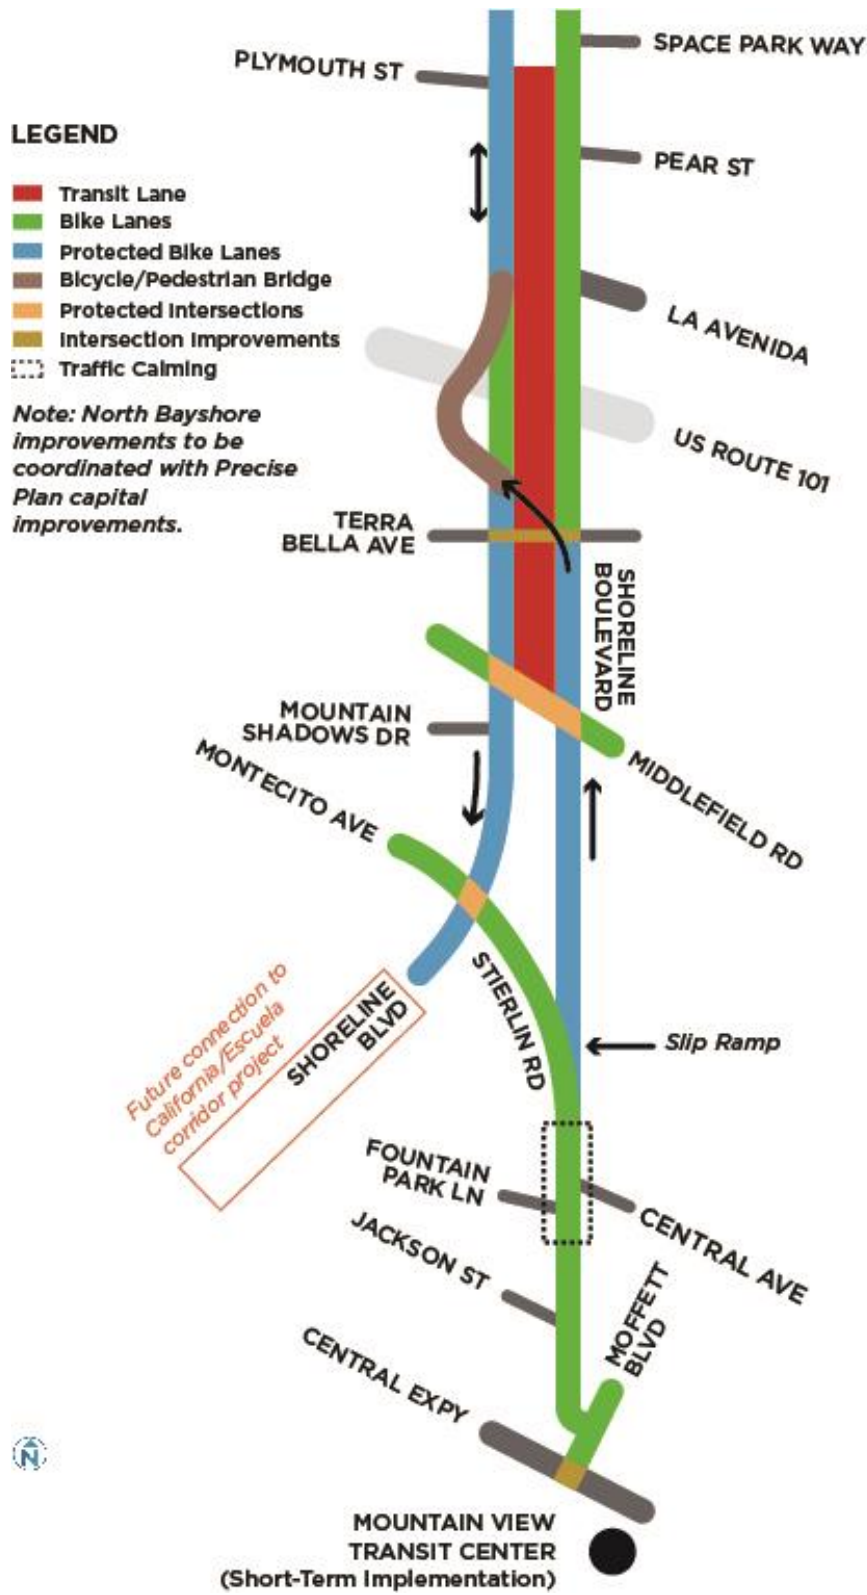 SPACE PARK WAY
PLYMOUTH ST
LEGEND
PEAR ST
Transit Lane
Bike Lanes
Protected Bike Lanes
Bicycle/Pedestrian Bridge
Protected Intersections
Intersection Improvements
Traffic Calming
LA AVENIDA
Note: North Bayshore
improvements to be
coordinated with Precise
Plan capital
improvements.
US ROUTE 101
TERRA
BELLA AVE
SHORELINE
BOULEVARD
MOUNTAIN
SHADOWS DR
MONTECITO AVE
MIDDLEFIELD RD
STIERLIN RD
Future connection to
California/Escuela
corridor project
SHORELINE
BLVD
Slip Ramp
FOUNTAIN
PARK LN
CENTRAL AVE
JACKSON ST
MOFFETT
BLVD
CENTRAL EXPY
N
MOUNTAIN VIEW
TRANSIT CENTER
(Short-Term Implementation)